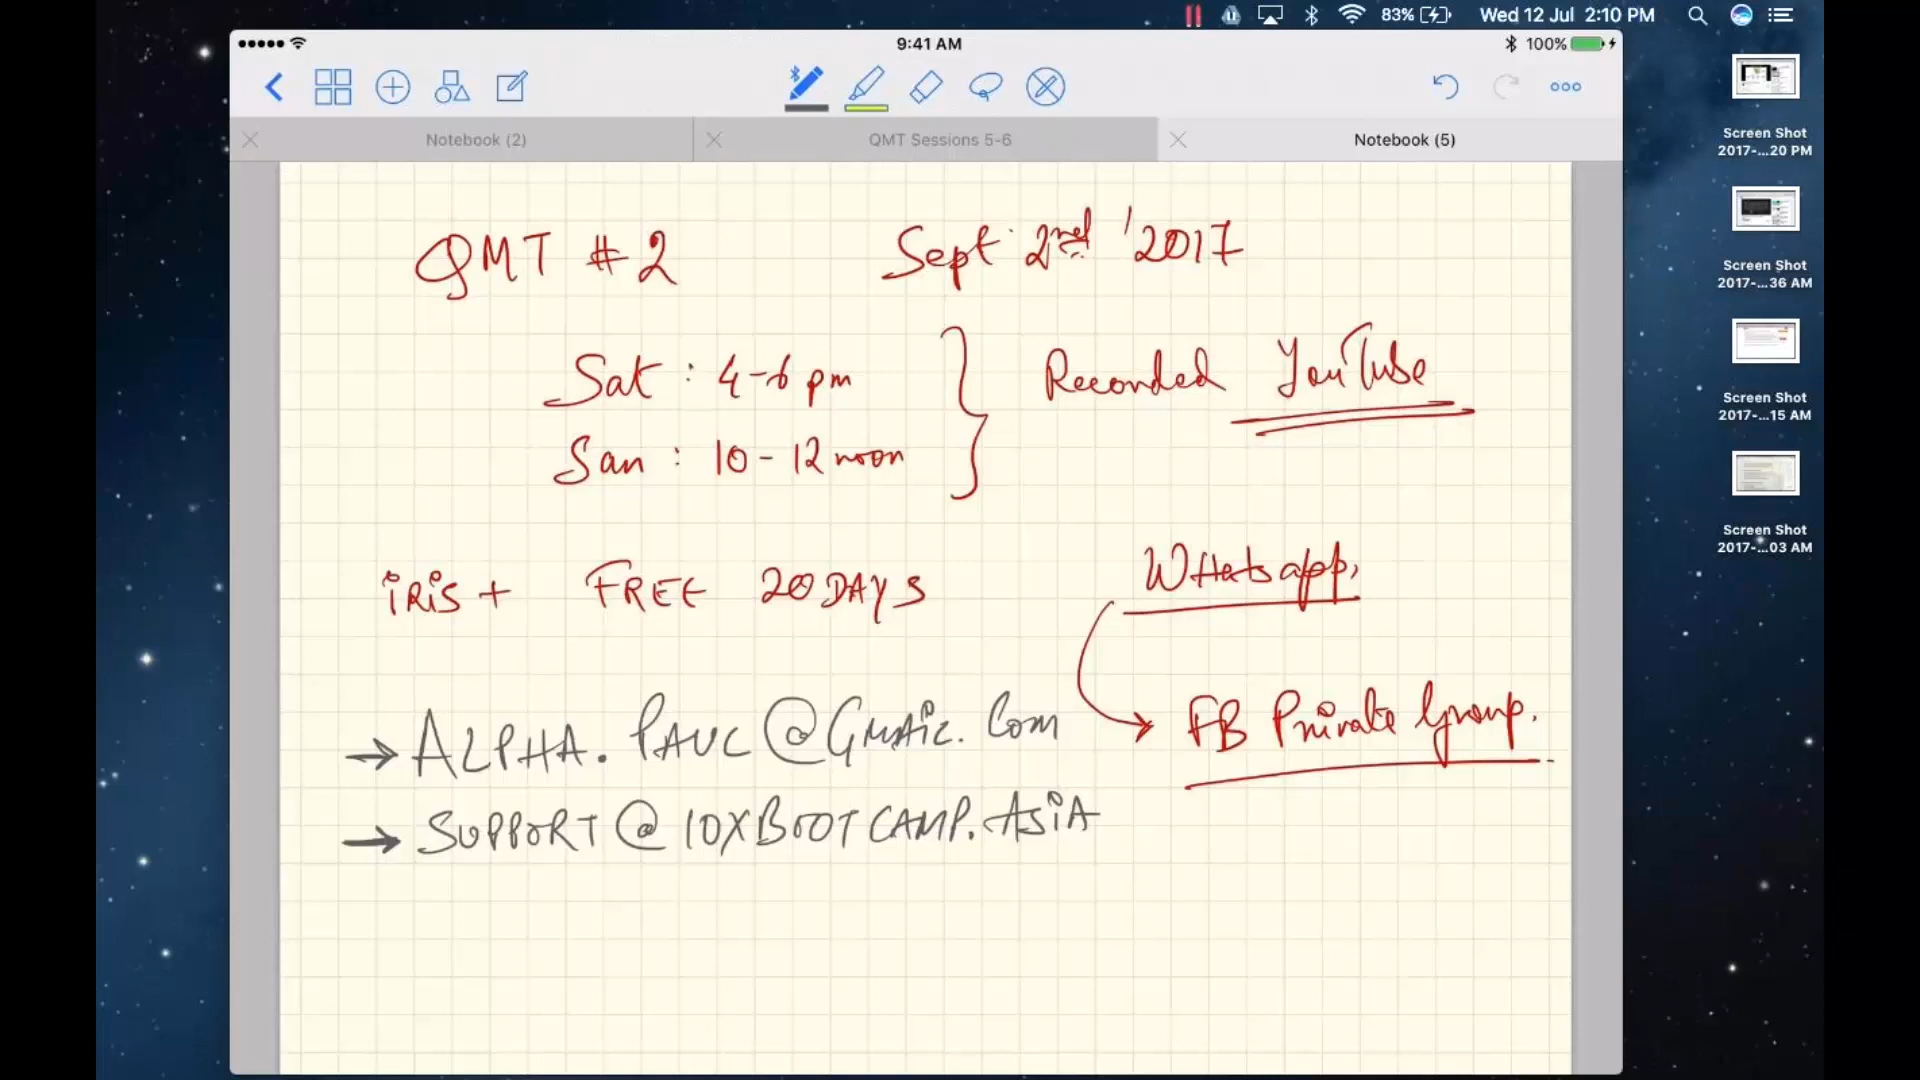 83% Wed 12 Jul 2:10 PM
9:41 AM 100%
Notebook (2) QMT Sessions 5-6 Notebook (5)
QMT # 2 Sept 2nd '2017
Sat : 4-6 pm
Sun : 10 - 12 noon
Recorded YouTube
iRiS + FREE 20 DAYS
WHatsapp,
FB Private Group.
→ ALPHA.PAUL@GMAiL.Com
→ SUPPORT@10XBOOTCAMP.ASiA
Screen Shot
2017-...20 PM
Screen Shot
2017-...36 AM
Screen Shot
2017-...15 AM
Screen Shot
2017-...03 AM